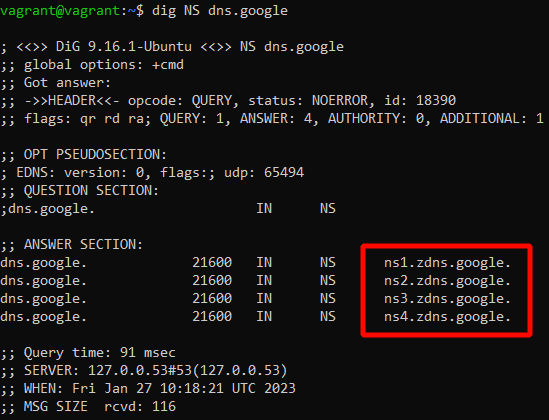 vagrant@vagrant:~$ dig NS dns.google
; <<>> DiG 9.16.1-Ubuntu <<>> NS dns.google
;; global options: +cmd
;; Got answer:
;; ->>HEADER<<- opcode: QUERY, status: NOERROR, id: 18390
;; flags: qr rd ra; QUERY: 1, ANSWER: 4, AUTHORITY: 0, ADDITIONAL: 1
;; OPT PSEUDOSECTION:
; EDNS: version: 0, flags:; udp: 65494
;; QUESTION SECTION:
;dns.google. IN NS
;; ANSWER SECTION:
dns.google. 21600 IN NS ns1.zdns.google.
dns.google. 21600 IN NS ns2.zdns.google.
dns.google. 21600 IN NS ns3.zdns.google.
dns.google. 21600 IN NS ns4.zdns.google.
;; Query time: 91 msec
;; SERVER: 127.0.0.53#53(127.0.0.53)
;; WHEN: Fri Jan 27 10:18:21 UTC 2023
;; MSG SIZE rcvd: 116